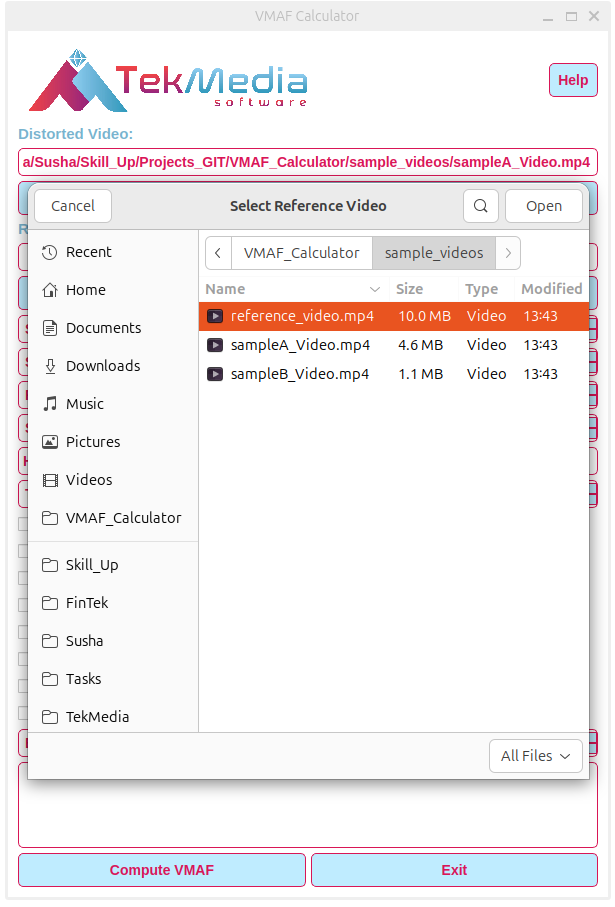 VMAF Calculator
TekMedia
software
Help
Distorted Video:
a/Susha/Skill_Up/Projects_GIT/VMAF_Calculator/sample_videos/sampleA_Video.mp4
Cancel
Select Reference Video
Open
Recent
Home
Documents
Downloads
Music
Pictures
Videos
VMAF_Calculator
Skill_Up
FinTek
Susha
Tasks
TekMedia
VMAF_Calculator sample_videos
Name Size Type Modified
reference_video.mp4 10.0 MB Video 13:43
sampleA_Video.mp4 4.6 MB Video 13:43
sampleB_Video.mp4 1.1 MB Video 13:43
All Files
Compute VMAF
Exit